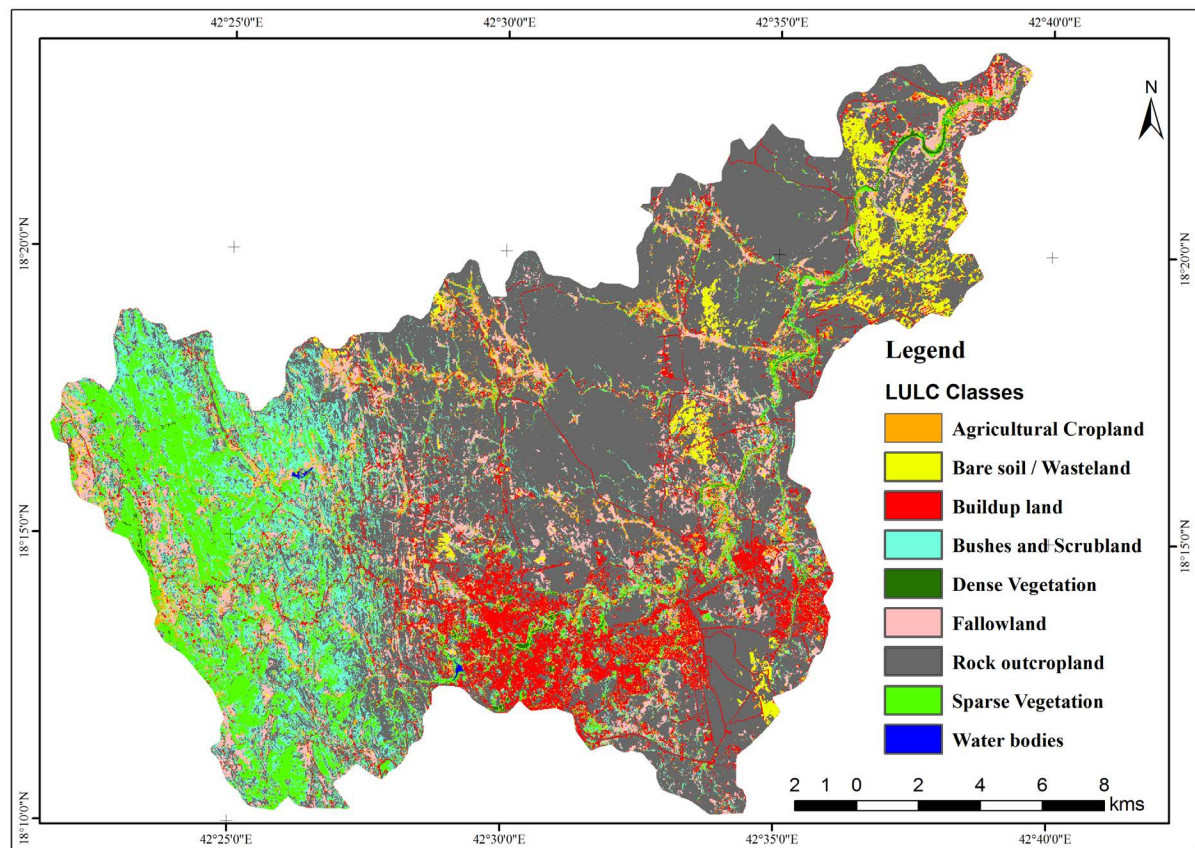 42°25'0"E 42°30'0"E 42°35'0"E 42°40'0"E
N
18°20'0"N 18°20'0"N
Legend
LULC Classes
Agricultural Cropland
Bare soil / Wasteland
Buildup land
18°15'0"N Bushes and Scrubland 18°15'0"N
Dense Vegetation
Fallowland
Rock outcropland
Sparse Vegetation
Water bodies
2 1 0 2 4 6 8
kms
18°10'0"N 18°10'0"N
42°25'0"E 42°30'0"E 42°35'0"E 42°40'0"E